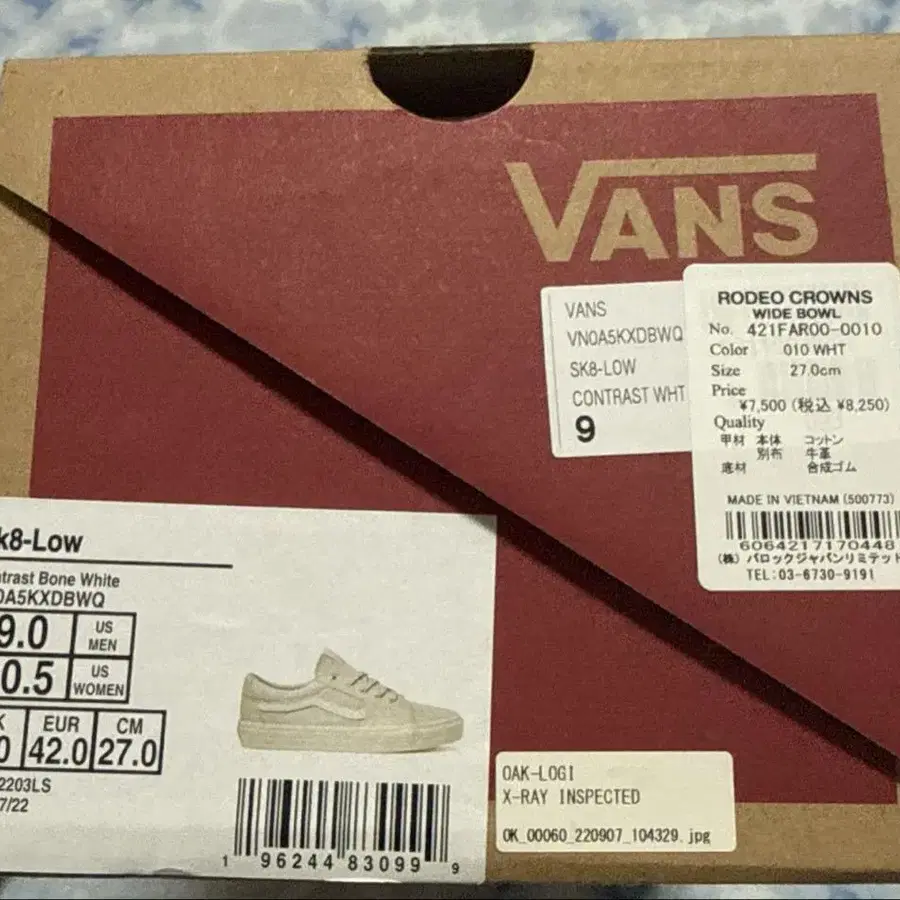 VANS
VANS
VN0A5KXDBWQ
SK8-LOW
CONTRAST WHT
9
RODEO CROWNS
WIDE BOWL
No. 421FAR00-0010
Color 010 WHT
Size 27.0cm
Price
¥7,500 (税込 ¥8,250)
Quality
甲材 本体 コットン
別布 牛革
底材 合成ゴム
MADE IN VIETNAM (500773)
6064217170448
(株) バロックジャパンリミテッド
TEL:03-6730-9191
k8-Low
trast Bone White
0A5KXDBWQ
9.0 US MEN
0.5 US WOMEN
K EUR CM
0 42.0 27.0
2203LS
7/22
1 96244 83099 9
OAK-LOGI
X-RAY INSPECTED
OK_00060_220907_104329.jpg